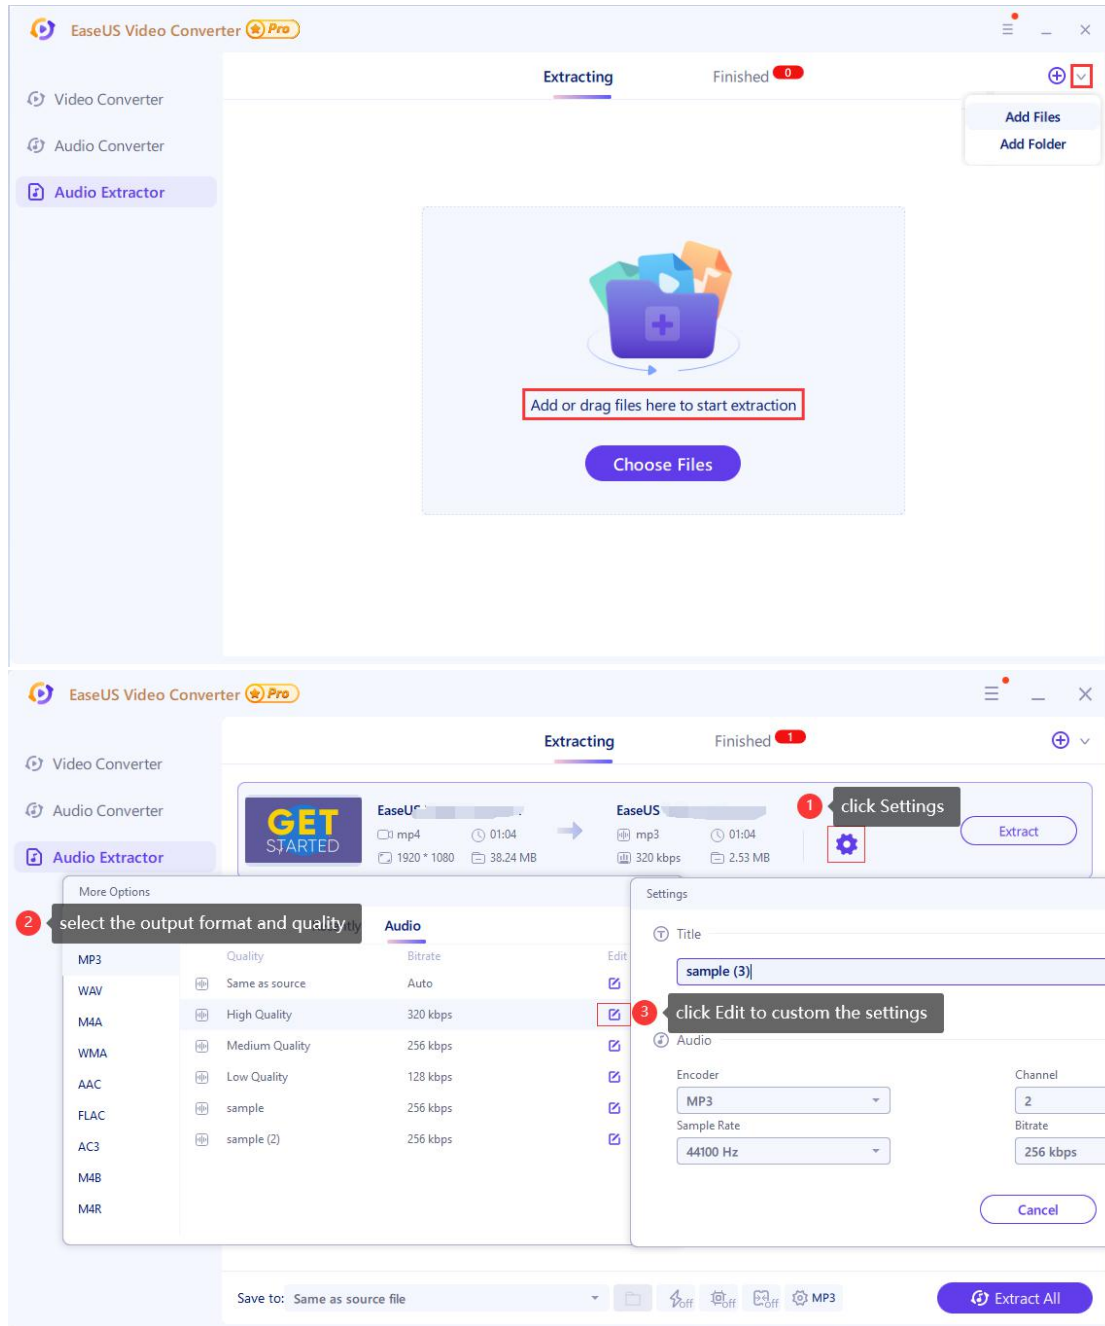 EaseUS Video Converter Pro
Extracting
Finished 0
Video Converter
Audio Converter
Audio Extractor
Add Files
Add Folder
Add or drag files here to start extraction
Choose Files
EaseUS Video Converter Pro
Extracting
Finished 1
Video Converter
Audio Converter
Audio Extractor
GET
STARTED
EaseUS
mp4 01:04
1920 * 1080 38.24 MB
EaseUS
mp3 01:04
320 kbps 2.53 MB
1 click Settings
Extract
More Options
2 select the output format and quality
Audio
MP3
WAV
M4A
WMA
AAC
FLAC
AC3
M4B
M4R
Quality Bitrate Edit
Same as source Auto
High Quality 320 kbps
Medium Quality 256 kbps
Low Quality 128 kbps
sample 256 kbps
sample (2) 256 kbps
Settings
Title
sample (3)
3 click Edit to custom the settings
Audio
Encoder Channel
MP3 2
Sample Rate Bitrate
44100 Hz 256 kbps
Cancel
Save to: Same as source file
off off off MP3
Extract All